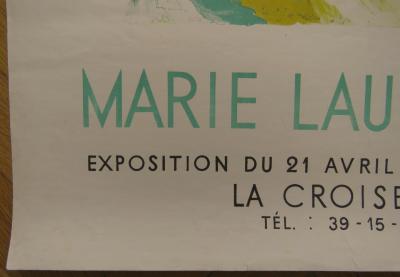 MARIE LAU
EXPOSITION DU 21 AVRIL
LA CROISE
TÉL. : 39-15-